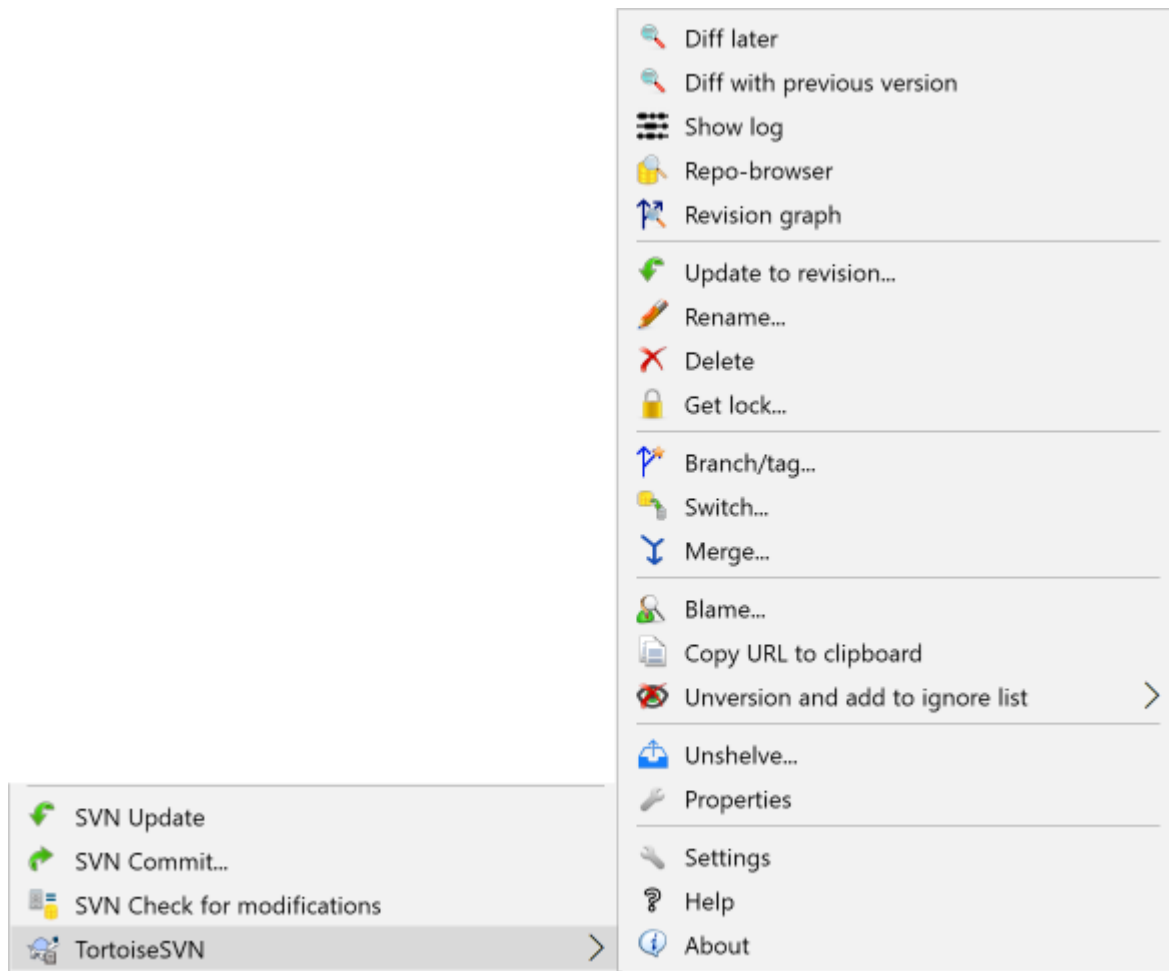 Diff later
Diff with previous version
Show log
Repo-browser
Revision graph
Update to revision...
Rename...
Delete
Get lock...
Branch/tag...
Switch...
Merge...
Blame...
Copy URL to clipboard
Unversion and add to ignore list
Unshelve...
Properties
Settings
Help
About
SVN Update
SVN Commit...
SVN Check for modifications
TortoiseSVN